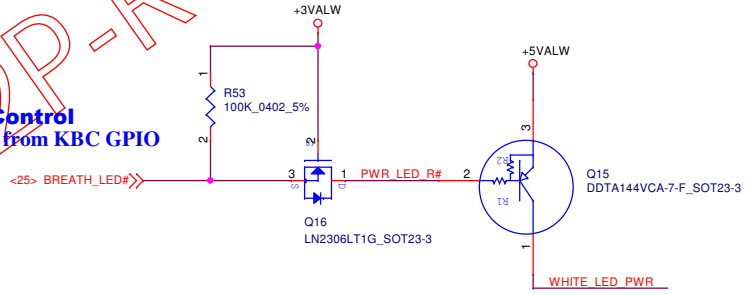 +3VALW
+5VALW
OP-R
1
R53
100K_0402_5%
2
Control
from KBC GPIO
<25> BREATH_LED#
2
G
3
S
1
D
PWR_LED_R#
Q16
LN2306LT1G_SOT23-3
2
3
R2
R1
1
Q15
DDTA144VCA-7-F_SOT23-3
WHITE_LED_PWR